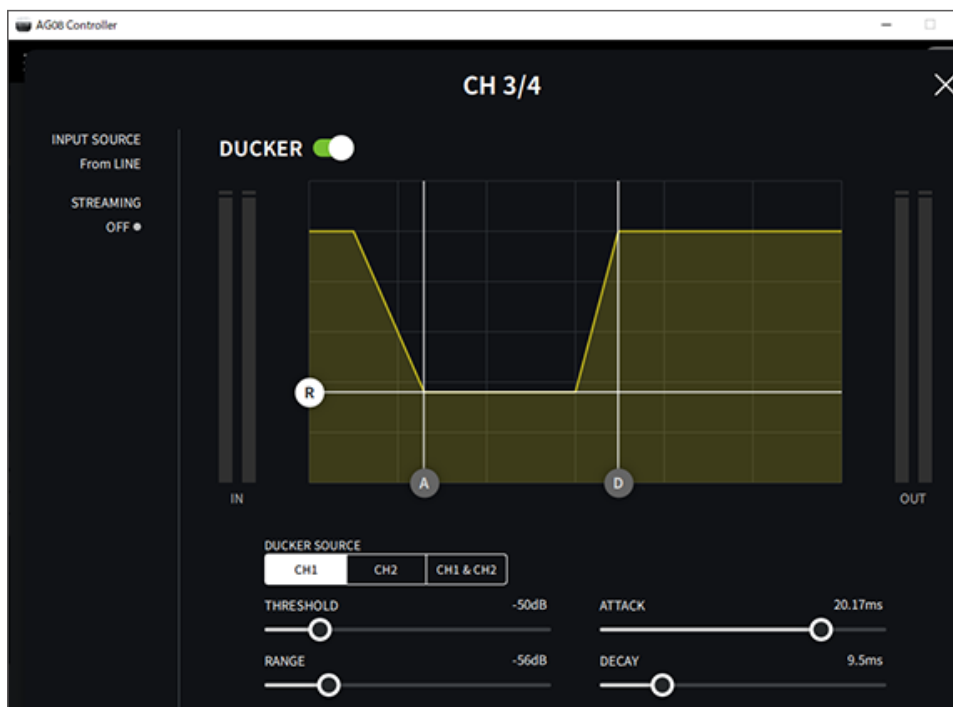 AG08 Controller
CH 3/4
INPUT SOURCE
From LINE
STREAMING
OFF
DUCKER
R
A
D
IN
OUT
DUCKER SOURCE
CH1
CH2
CH1 & CH2
THRESHOLD
-50dB
ATTACK
20.17ms
RANGE
-56dB
DECAY
9.5ms